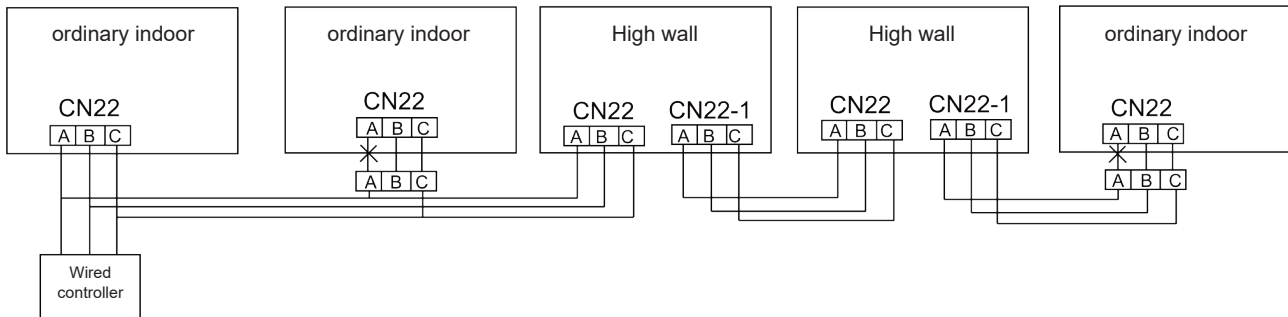 ordinary indoor
CN22
A B C
ordinary indoor
CN22
A B C
A B C
High wall
CN22 CN22-1
A B C A B C
High wall
CN22 CN22-1
A B C A B C
ordinary indoor
CN22
A B C
A B C
Wired
controller